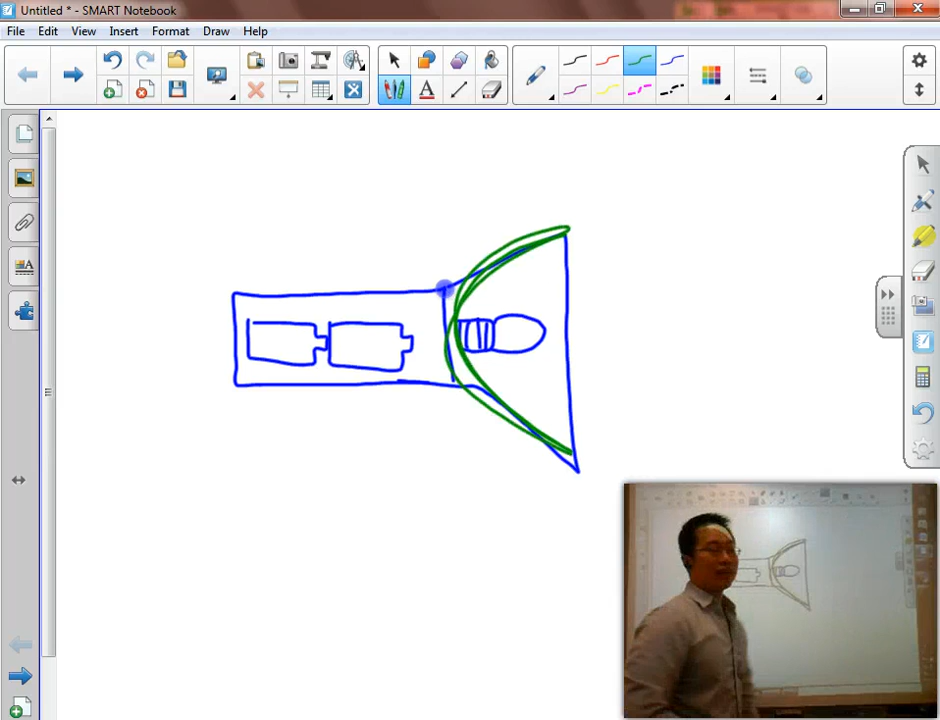 Untitled * - SMART Notebook
File Edit View Insert Format Draw Help
A